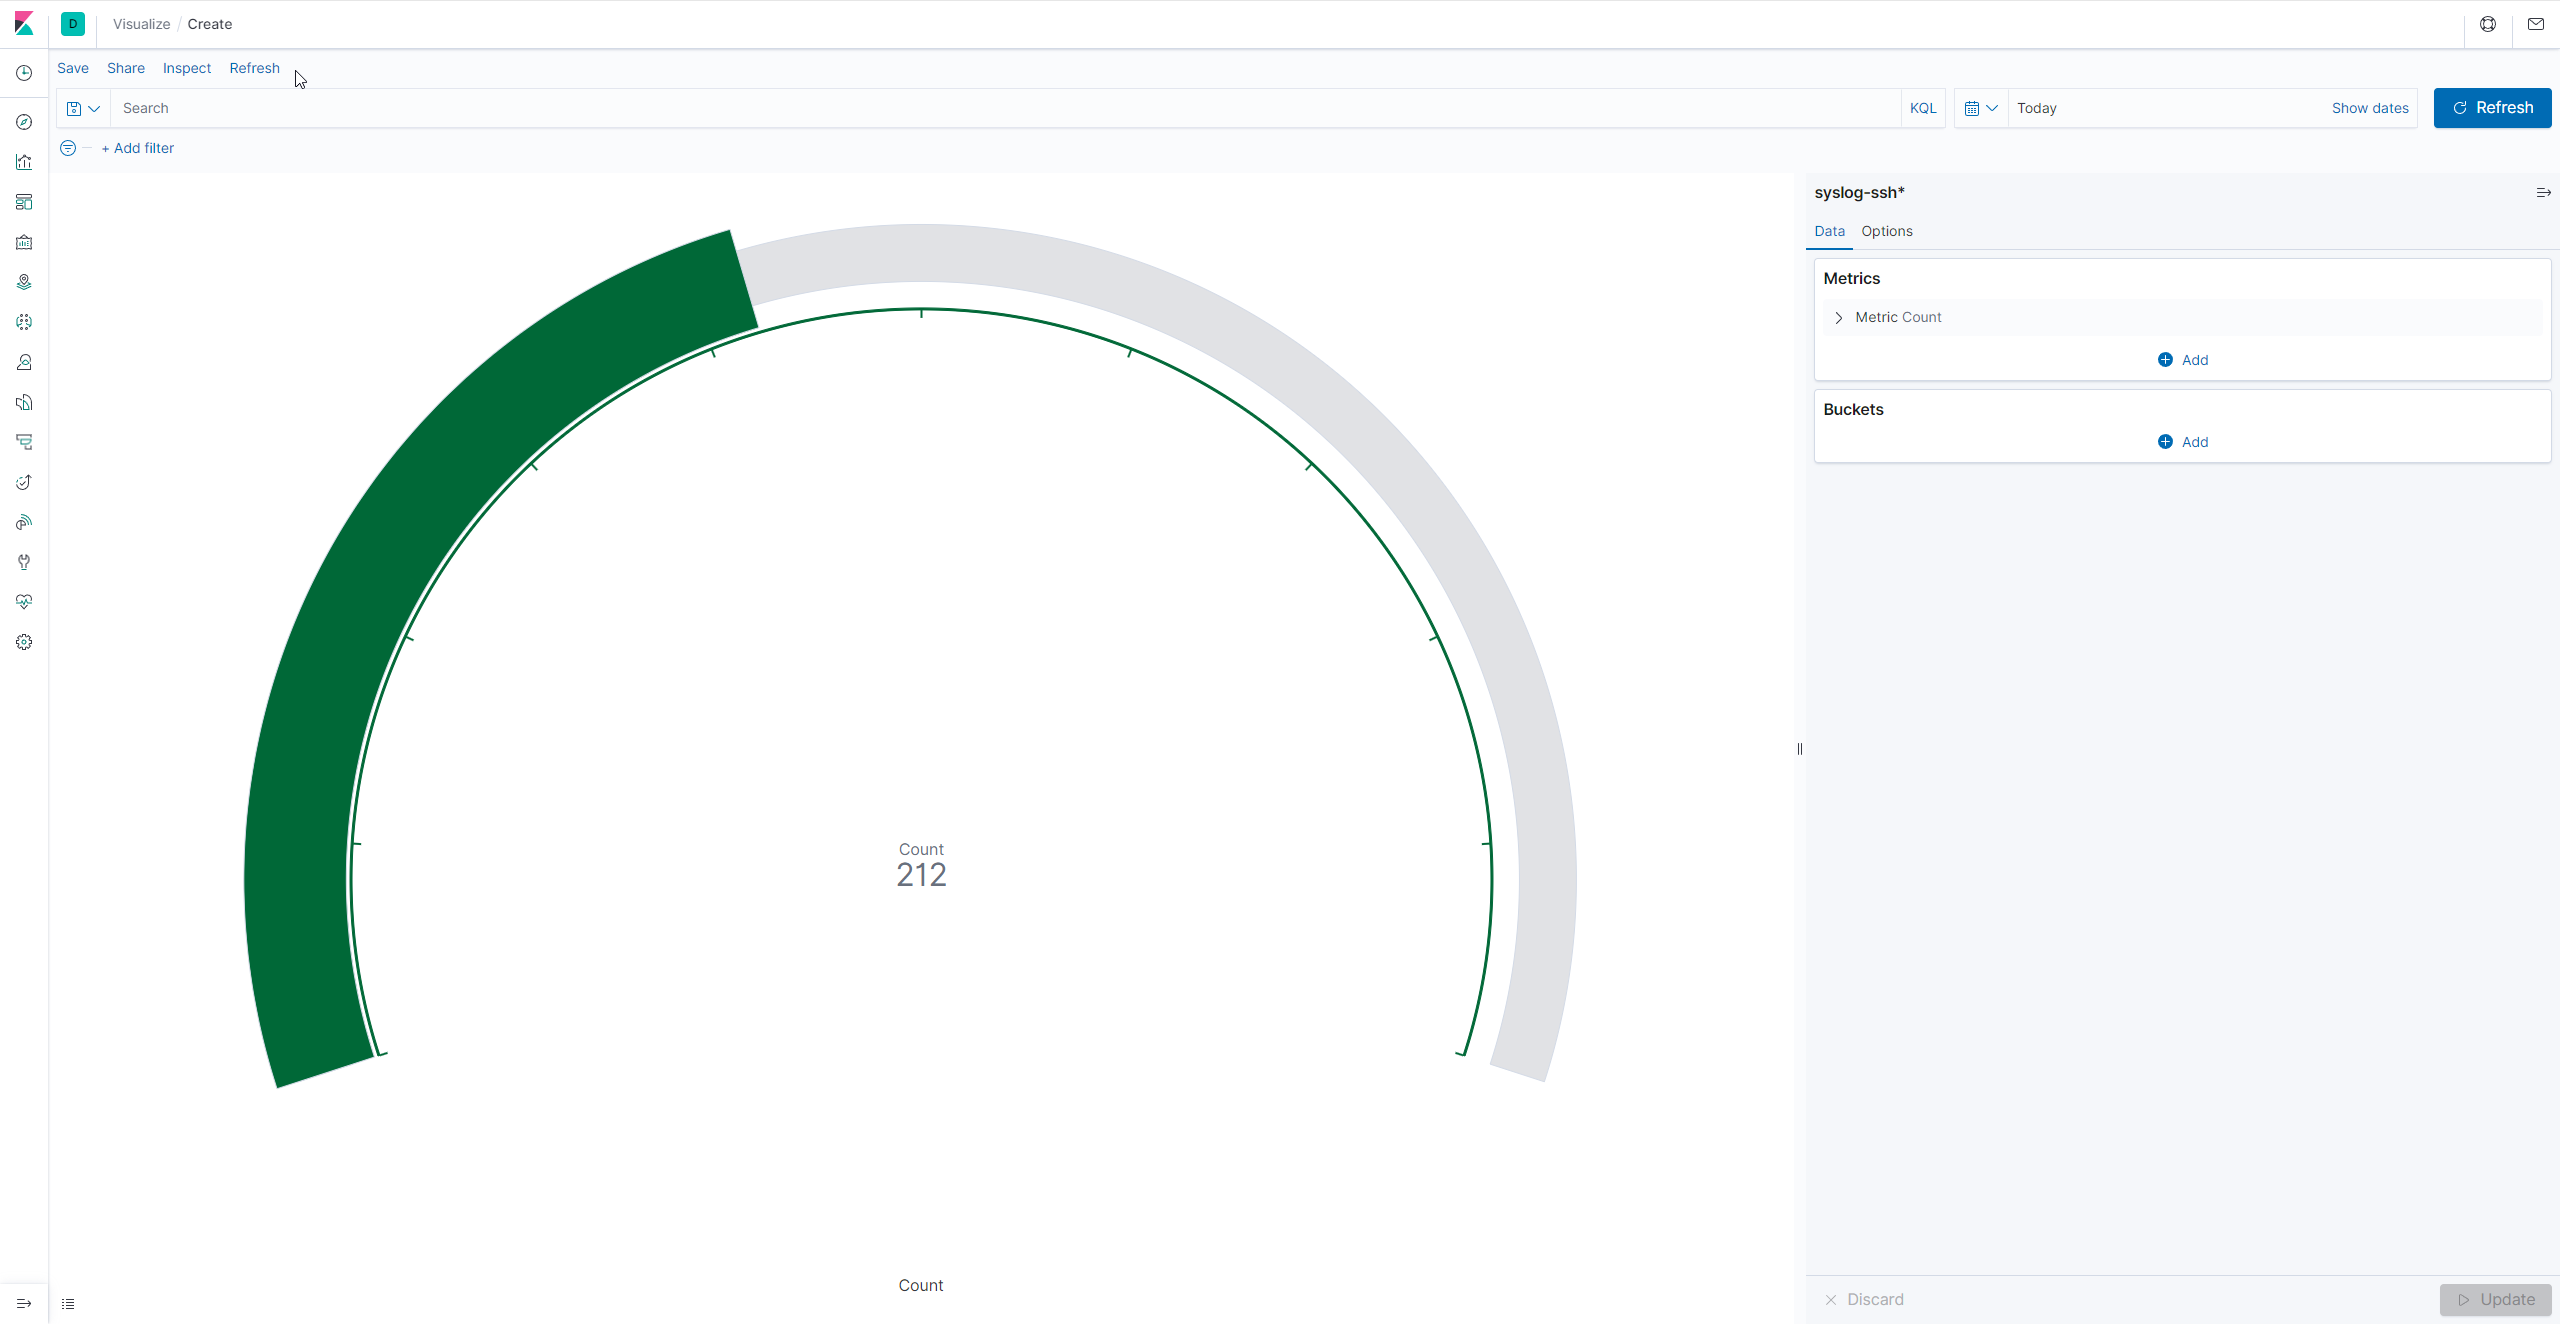 D
Visualize / Create
Save Share Inspect Refresh
Search
KQL
Today
Show dates
Refresh
+ Add filter
syslog-ssh*
Data Options
Metrics
Metric Count
Add
Buckets
Add
Count
212
Count
Discard
Update